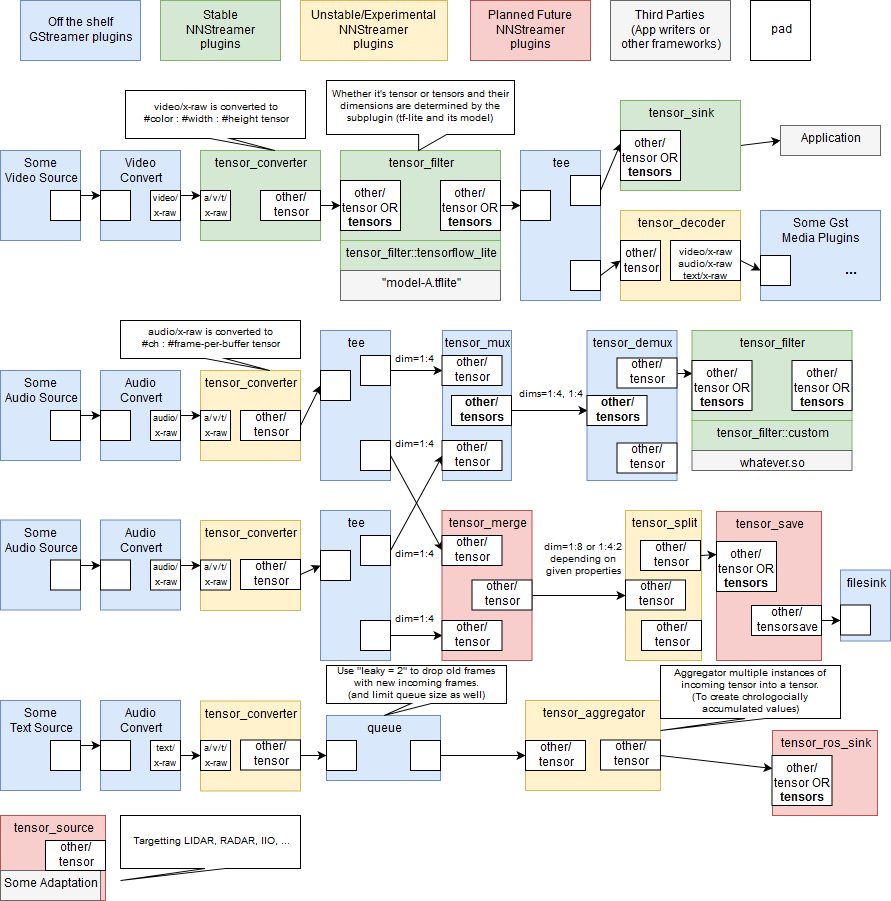 Off the shelf
GStreamer plugins
Stable
NNStreamer
plugins
Unstable/Experimental
NNStreamer
plugins
Planned Future
NNStreamer
plugins
Third Parties
(App writers or
other frameworks)
pad
video/x-raw is converted to
#color : #width : #height tensor
Whether it's tensor or tensors and their
dimensions are determined by the
subplugin (tf-lite and its model)
Some
Video Source
Video
Convert
video/
x-raw
tensor_converter
a/v/t/
x-raw
other/
tensor
tensor_filter
other/
tensor OR
tensors
other/
tensor OR
tensors
tensor_filter::tensorflow_lite
"model-A.tflite"
tee
tensor_sink
other/
tensor OR
tensors
Application
tensor_decoder
other/
tensor
video/x-raw
audio/x-raw
text/x-raw
Some Gst
Media Plugins
...
audio/x-raw is converted to
#ch : #frame-per-buffer tensor
Some
Audio Source
Audio
Convert
audio/
x-raw
tensor_converter
a/v/t/
x-raw
other/
tensor
tee
dim=1:4
dim=1:4
tensor_mux
other/
tensor
other/
tensors
other/
tensor
dims=1:4, 1:4
tensor_demux
other/
tensor
other/
tensors
other/
tensor
tensor_filter
other/
tensor OR
tensors
other/
tensor OR
tensors
tensor_filter::custom
whatever.so
Some
Audio Source
Audio
Convert
audio/
x-raw
tensor_converter
a/v/t/
x-raw
other/
tensor
tee
dim=1:4
dim=1:4
tensor_merge
other/
tensor
other/
tensor
other/
tensor
dim=1:8 or 1:4:2
depending on
given properties
tensor_split
other/
tensor
other/
tensor
other/
tensor
tensor_save
other/
tensor OR
tensors
other/
tensorsave
filesink
Use "leaky = 2" to drop old frames
with new incoming frames.
(and limit queue size as well)
Aggregator multiple instances of
incoming tensor into a tensor.
(To create chrologocially
accumulated values)
Some
Text Source
Audio
Convert
text/
x-raw
tensor_converter
a/v/t/
x-raw
other/
tensor
queue
tensor_aggregator
other/
tensor
other/
tensor
tensor_ros_sink
other/
tensor OR
tensors
tensor_source
other/
tensor
Some Adaptation
Targetting LIDAR, RADAR, IIO, ...